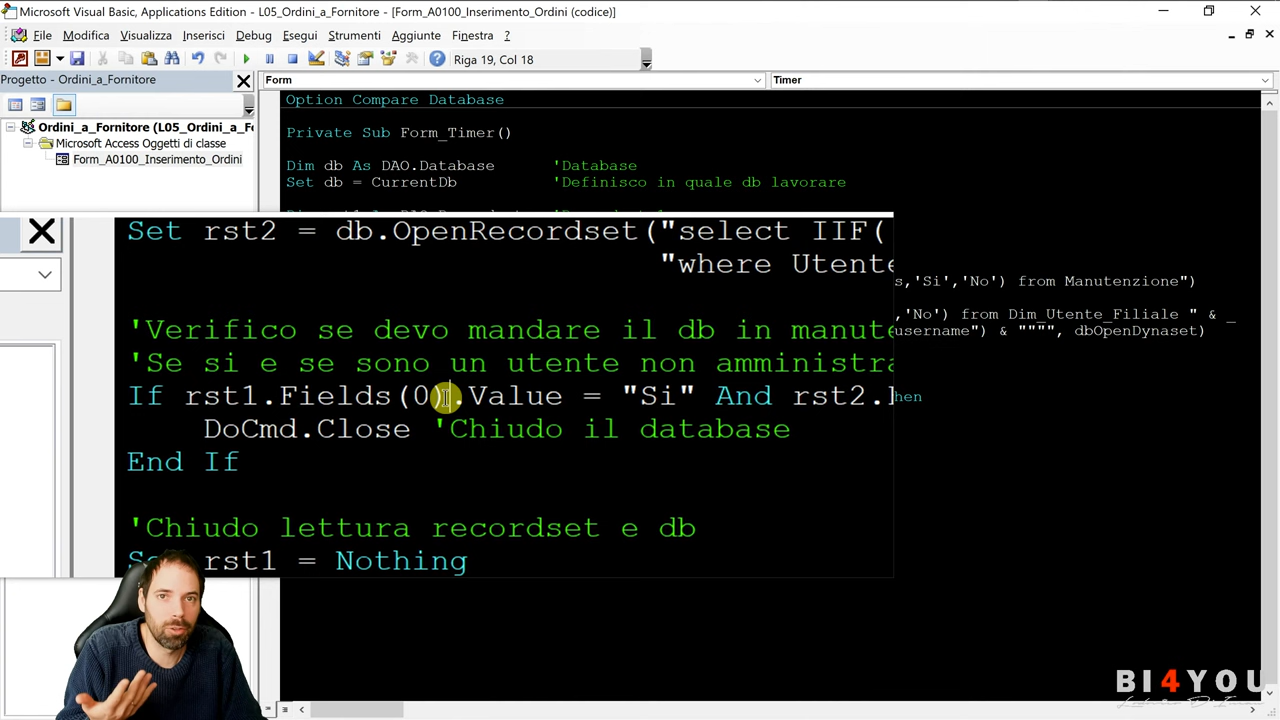 Microsoft Visual Basic, Applications Edition - L05_Ordini_a_Fornitore - [Form_A0100_Inserimento_Ordini (codice)]
File Modifica Visualizza Inserisci Debug Esegui Strumenti Aggiunte Finestra ?
Riga 19, Col 18
Progetto - Ordini_a_Fornitore
Form Timer
Ordini_a_Fornitore (L05_Ordini_a_Fo
Microsoft Access Oggetti di classe
Form_A0100_Inserimento_Ordini
Option Compare Database
Private Sub Form_Timer()
Dim db As DAO.Database 'Database
Set db = CurrentDb 'Definisco in quale db lavorare
Set rst2 = db.OpenRecordset("select IIF(
"where Utente
s,'Si','No') from Manutenzione")
,'No') from Dim_Utente_Filiale " & _
username") & """", dbOpenDynaset)
'Verifico se devo mandare il db in manute
'Se si e se sono un utente non amministra
If rst1.Fields(0).Value = "Si" And rst2. hen
DoCmd.Close 'Chiudo il database
End If
'Chiudo lettura recordset e db
rst1 = Nothing
BI4YOU